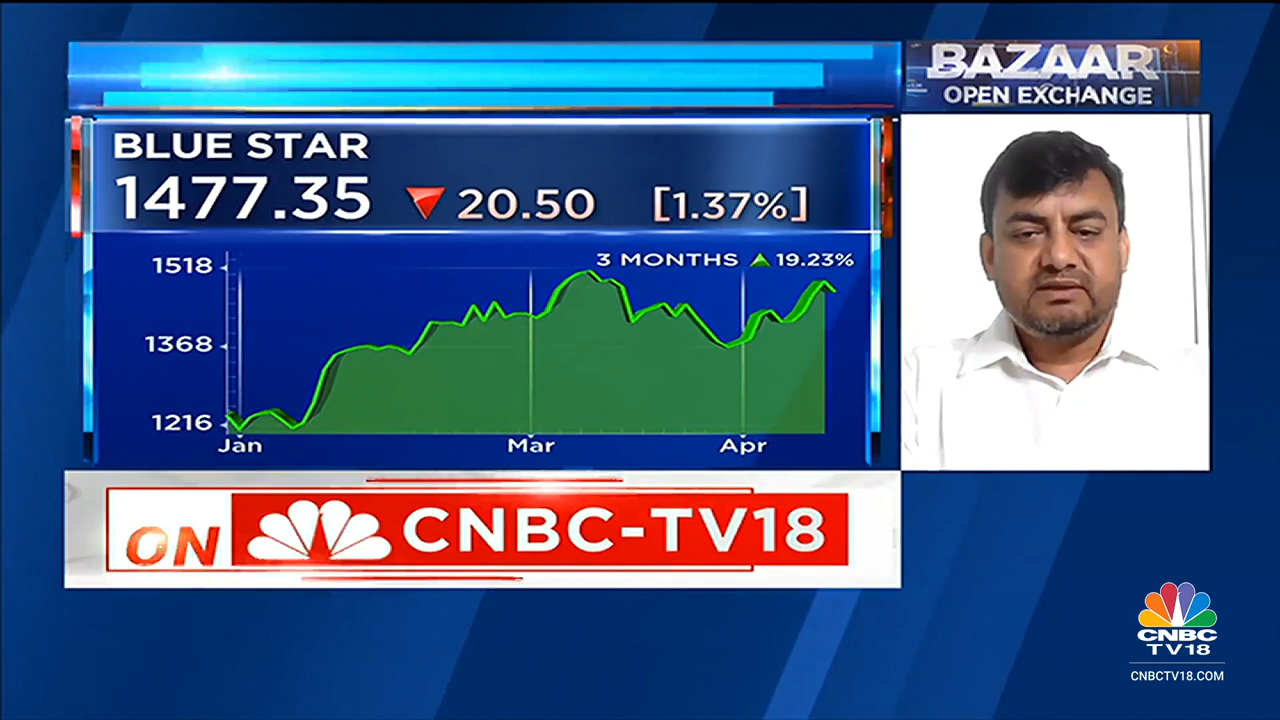 BAZAAR
OPEN EXCHANGE
BLUE STAR
1477.35 ▼ 20.50 [1.37%]
3 MONTHS ▲ 19.23%
1518
1368
1216
Jan Mar Apr
ON CNBC-TV18
CNBC
TV18
CNBCTV18.COM